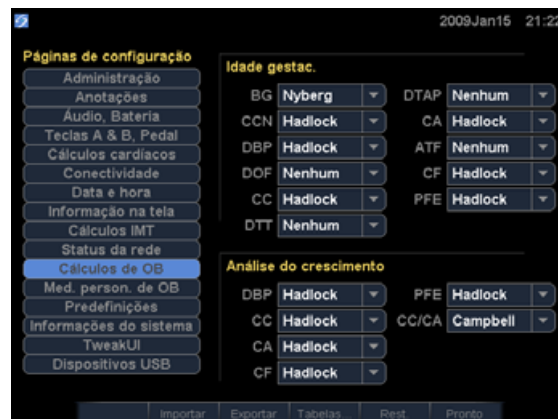 2009Jan15 21:22
Páginas de configuração
Administração
Anotações
Áudio, Bateria
Teclas A & B, Pedal
Cálculos cardíacos
Conectividade
Data e hora
Informação na tela
Cálculos IMT
Status da rede
Cálculos de OB
Med. person. de OB
Predefinições
Informações do sistema
TweakUI
Dispositivos USB
Idade gestac.
BG Nyberg DTAP Nenhum
CCN Hadlock CA Hadlock
DBP Hadlock ATF Nenhum
DOF Nenhum CF Hadlock
CC Hadlock PFE Hadlock
DTT Nenhum
Análise do crescimento
DBP Hadlock PFE Hadlock
CC Hadlock CC/CA Campbell
CA Hadlock
CF Hadlock
Importar Exportar Tabelas... Rest. Pronto